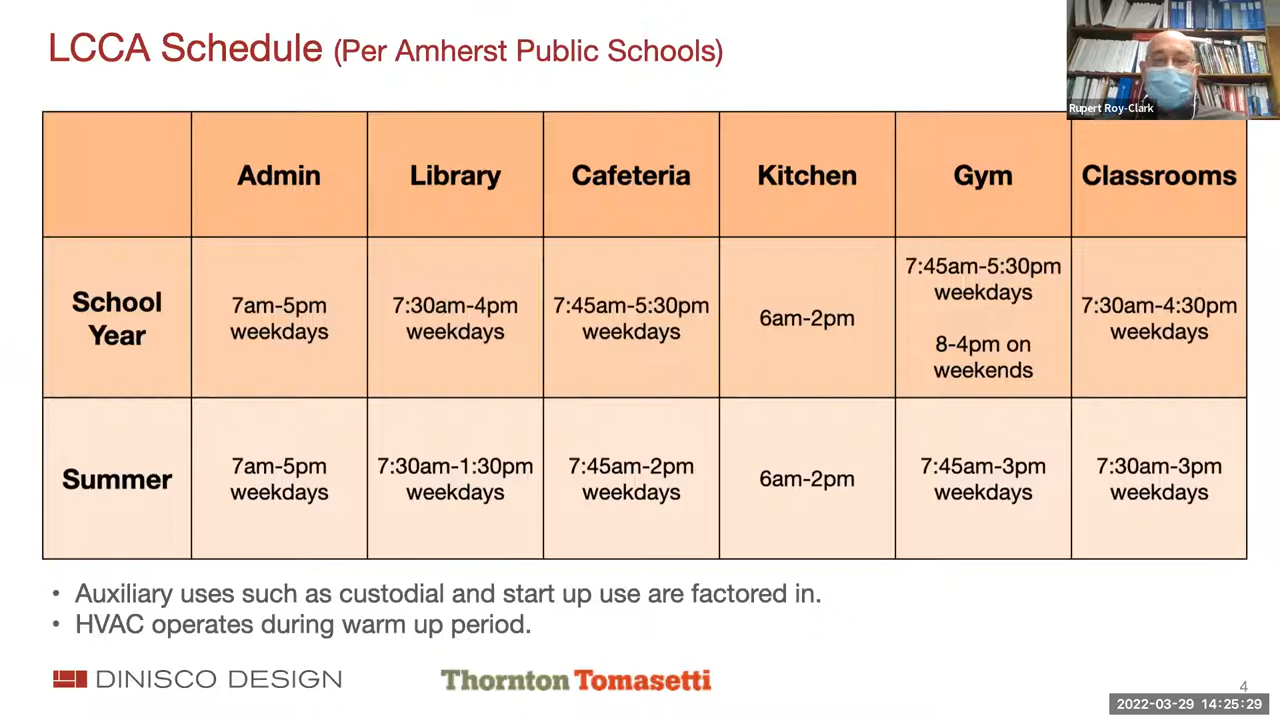 LCCA Schedule (Per Amherst Public Schools)
Rupert Roy-Clark
Admin
Library
Cafeteria
Kitchen
Gym
Classrooms
School
Year
7am-5pm
weekdays
7:30am-4pm
weekdays
7:45am-5:30pm
weekdays
6am-2pm
7:45am-5:30pm
weekdays
8-4pm on
weekends
7:30am-4:30pm
weekdays
Summer
7am-5pm
weekdays
7:30am-1:30pm
weekdays
7:45am-2pm
weekdays
6am-2pm
7:45am-3pm
weekdays
7:30am-3pm
weekdays
• Auxiliary uses such as custodial and start up use are factored in.
• HVAC operates during warm up period.
DINISCO DESIGN
Thornton Tomasetti
4
2022-03-29 14:25:29